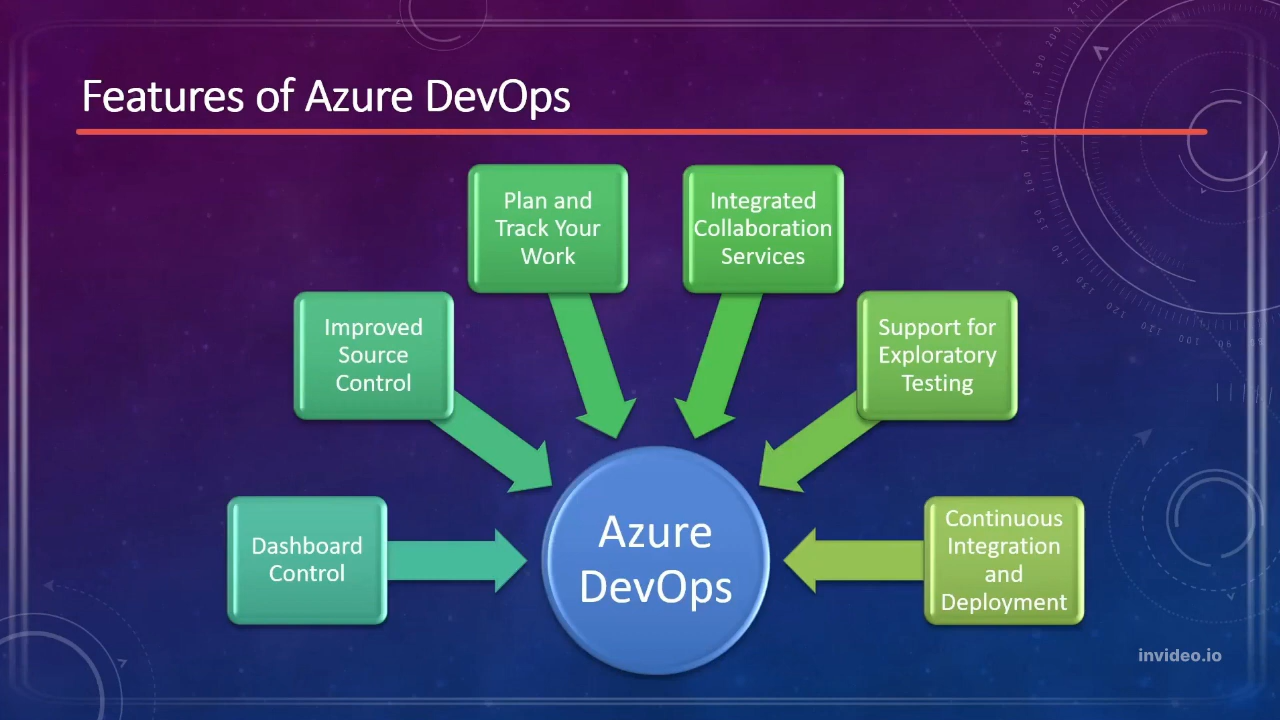 Features of Azure DevOps
Plan and
Track Your
Work
Integrated
Collaboration
Services
Improved
Source
Control
Support for
Exploratory
Testing
Dashboard
Control
Azure
DevOps
Continuous
Integration
and
Deployment
invideo.io